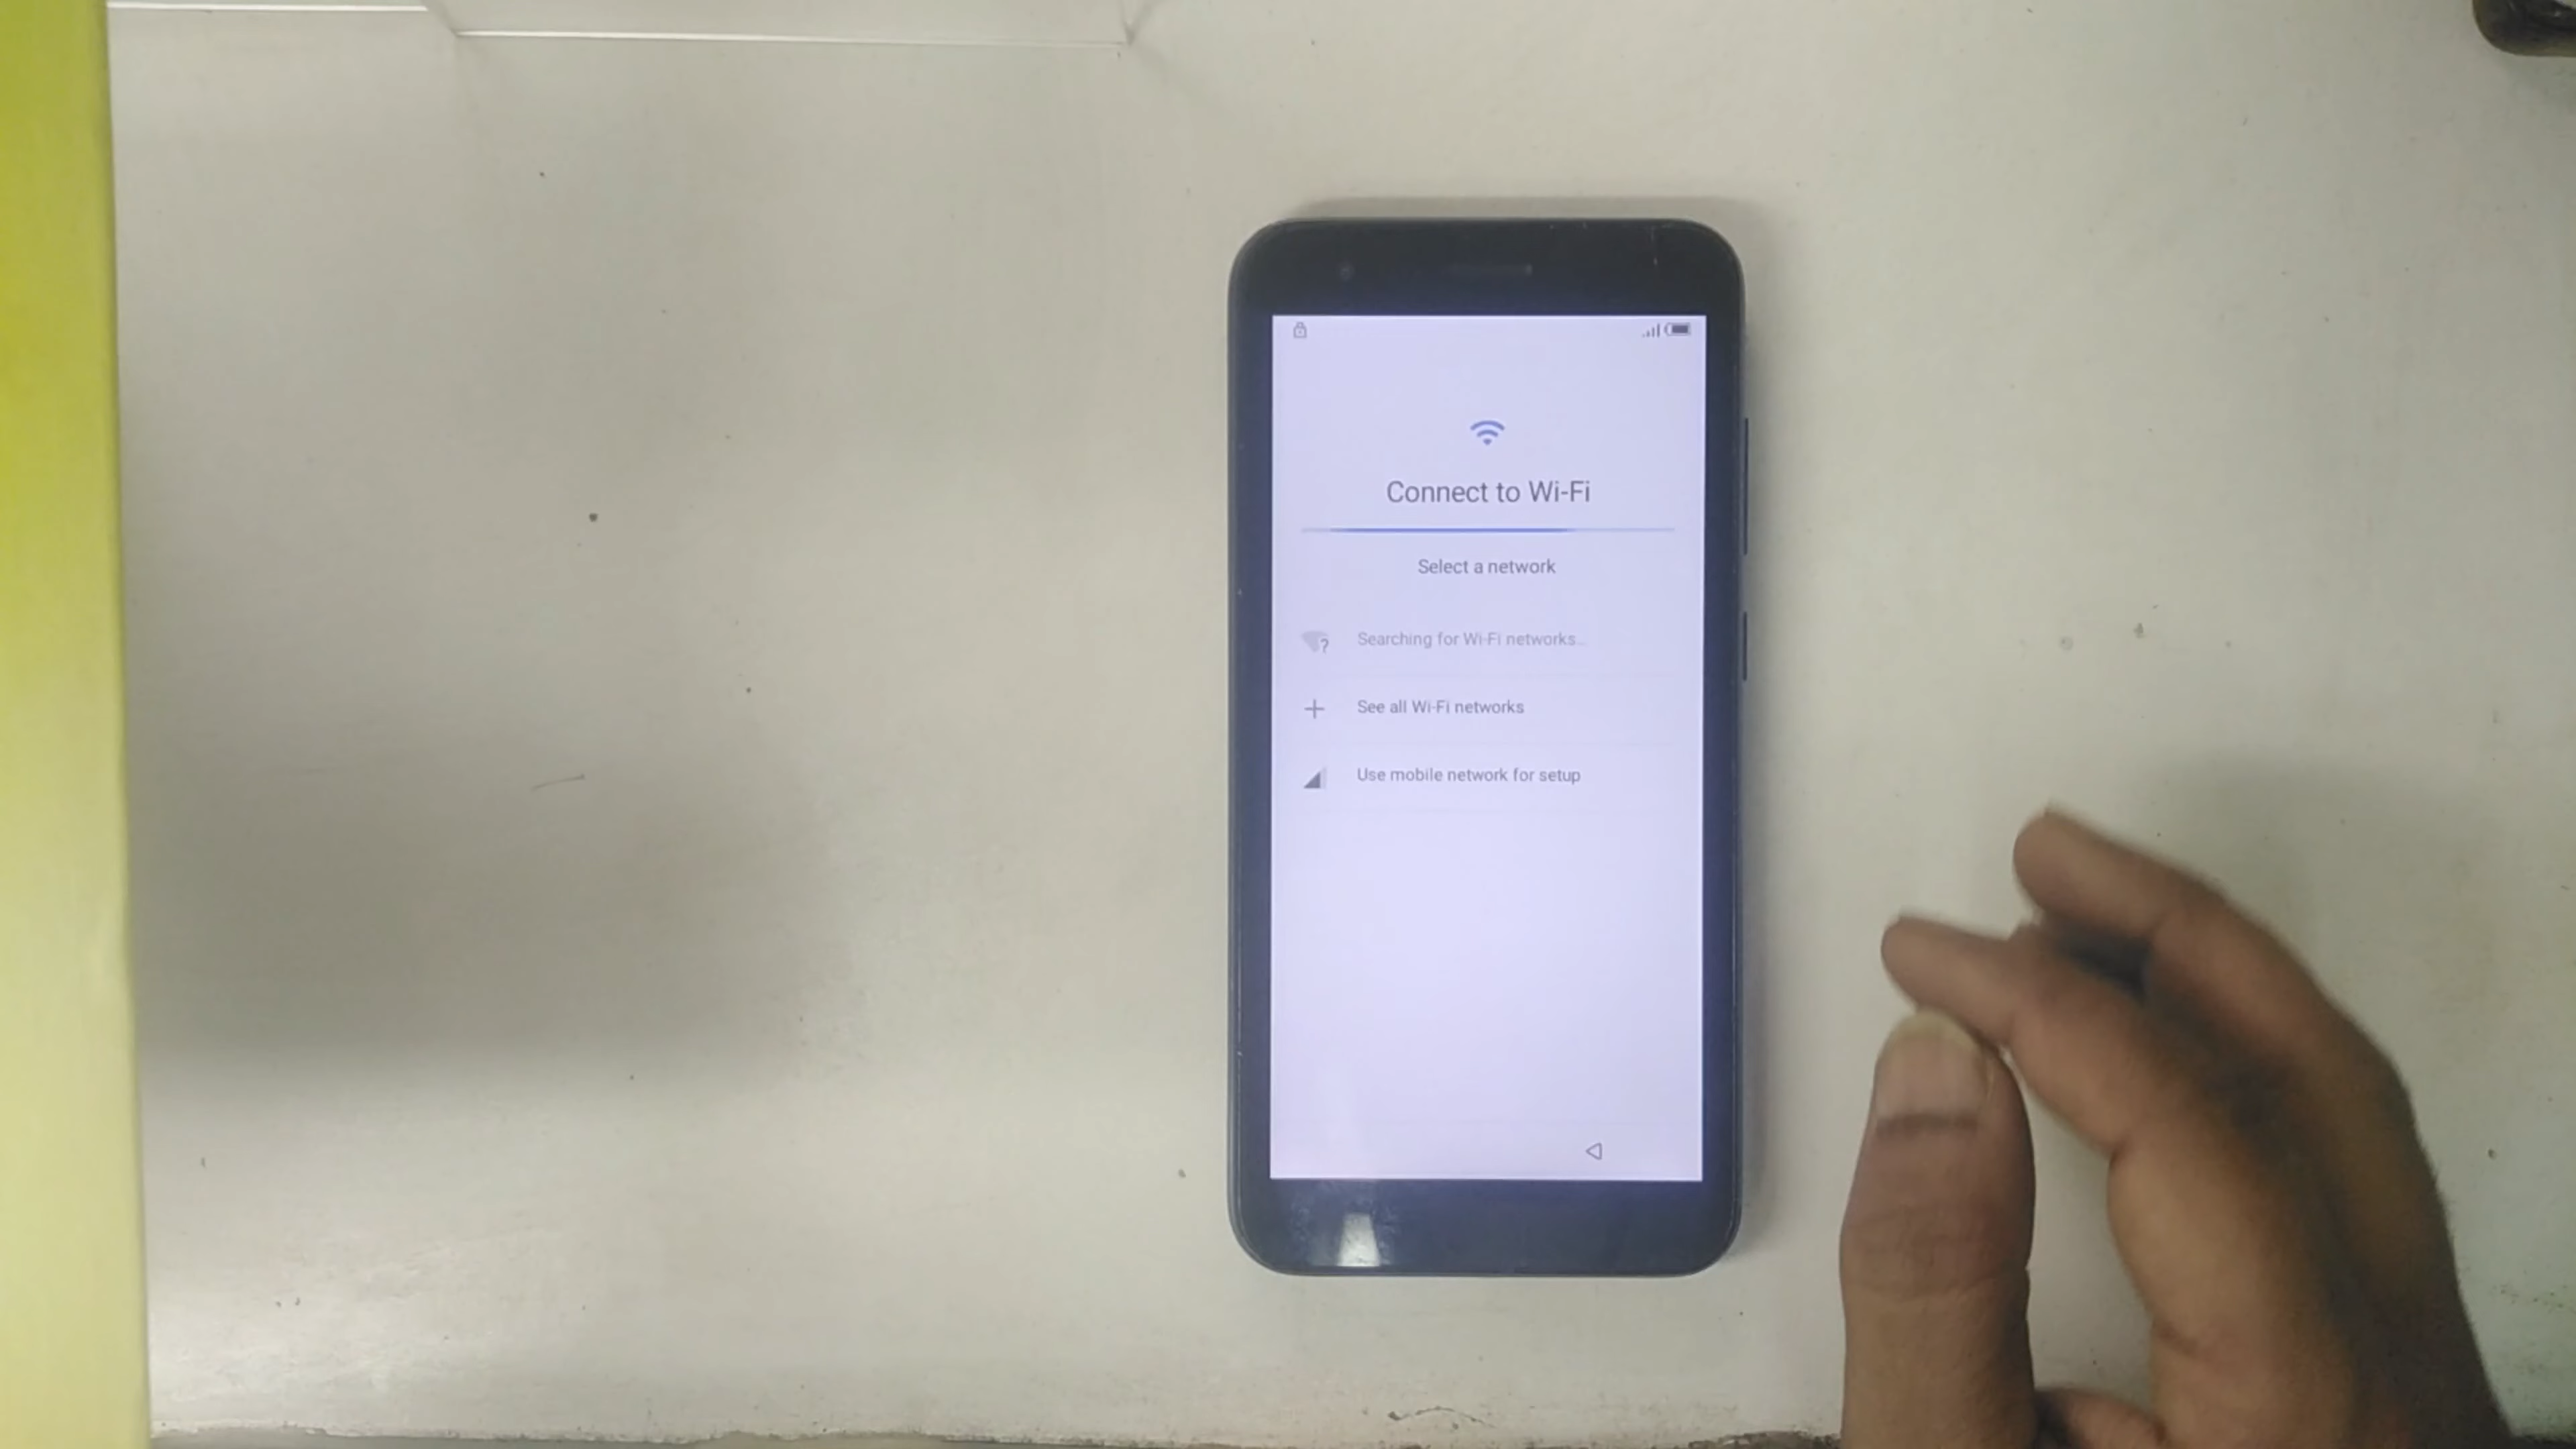 Connect to Wi-Fi
Select a network
Searching for Wi-Fi networks...
See all Wi-Fi networks
Use mobile network for setup